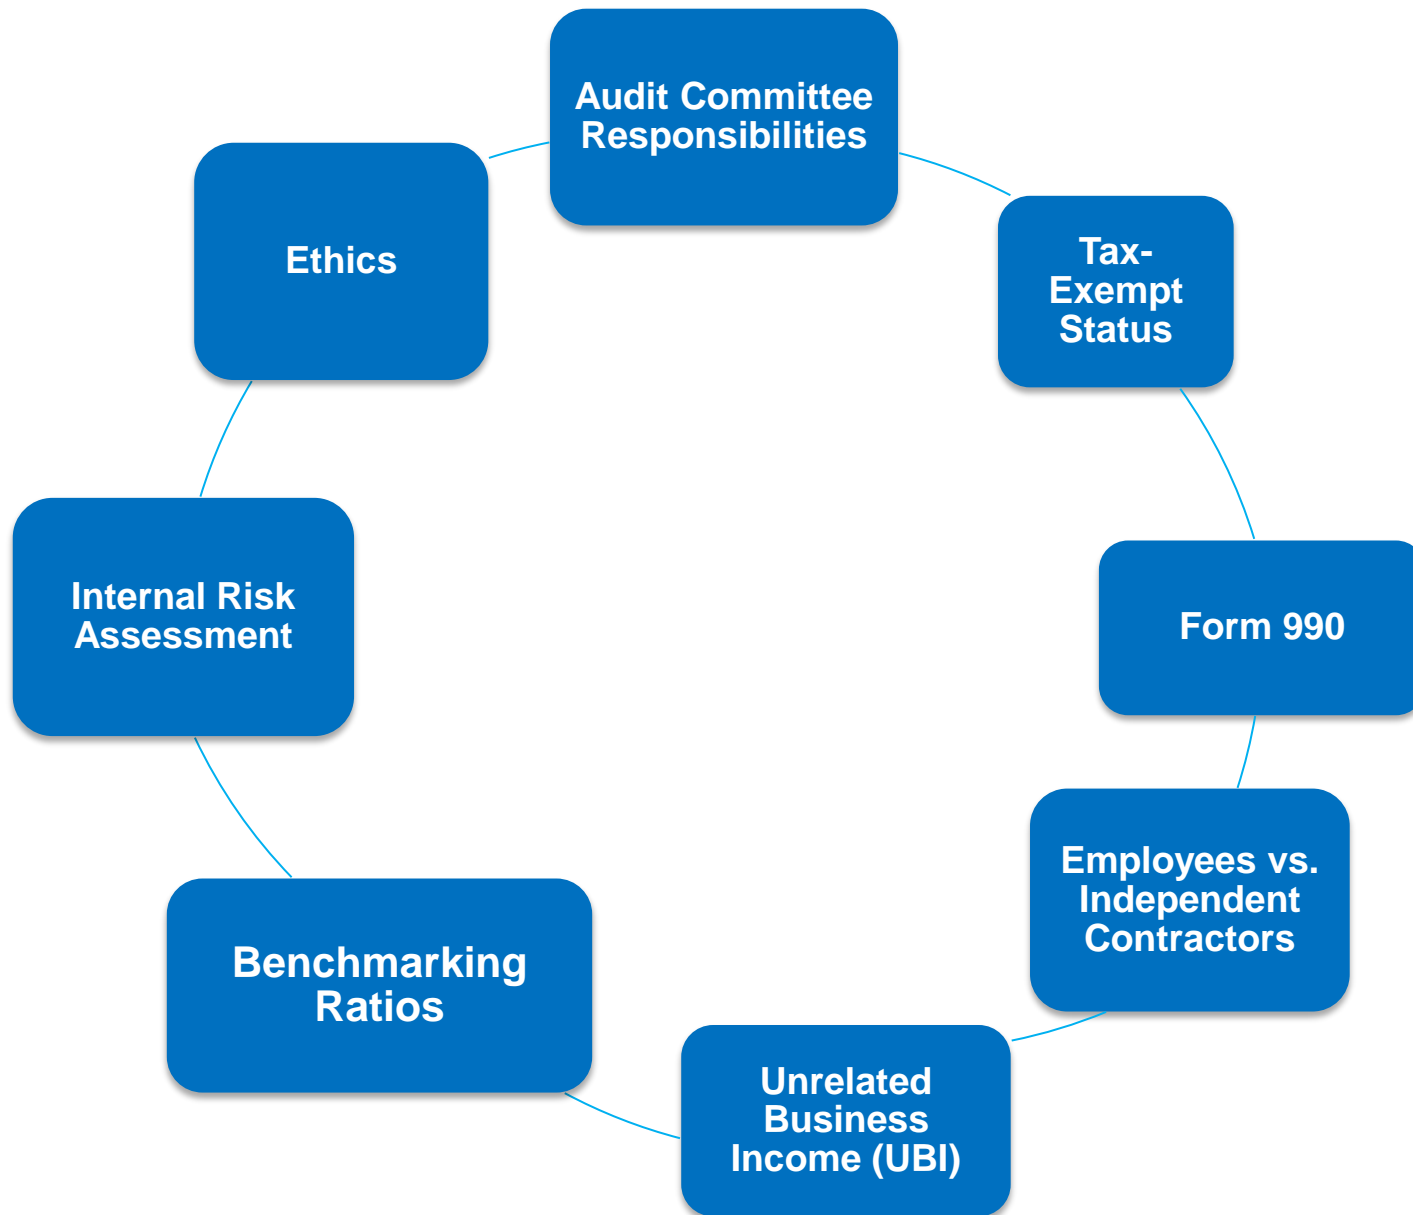 Audit Committee
Responsibilities
Tax-
Exempt
Status
Form 990
Employees vs.
Independent
Contractors
Unrelated
Business
Income (UBI)
Benchmarking
Ratios
Internal Risk
Assessment
Ethics